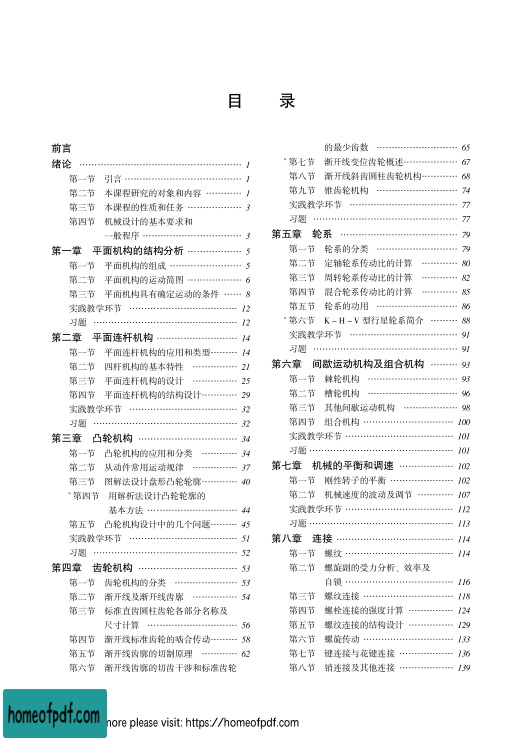 目 录
前言
绪论 …… 1
第一节 引言 …… 1
第二节 本课程研究的对象和内容 …… 1
第三节 本课程的性质和任务 …… 3
第四节 机械设计的基本要求和
一般程序 …… 3
第一章 平面机构的结构分析 …… 5
第一节 平面机构的组成 …… 5
第二节 平面机构的运动简图 …… 6
第三节 平面机构具有确定运动的条件 …… 8
实践教学环节 …… 12
习题 …… 12
第二章 平面连杆机构 …… 14
第一节 平面连杆机构的应用和类型 …… 14
第二节 四杆机构的基本特性 …… 21
第三节 平面连杆机构的设计 …… 25
第四节 平面连杆机构的结构设计 …… 29
实践教学环节 …… 32
习题 …… 32
第三章 凸轮机构 …… 34
第一节 凸轮机构的应用和分类 …… 34
第二节 从动件常用运动规律 …… 37
第三节 图解法设计盘形凸轮轮廓 …… 40
*第四节 用解析法设计凸轮轮廓的
基本方法 …… 44
第五节 凸轮机构设计中的几个问题 …… 45
实践教学环节 …… 51
习题 …… 52
第四章 齿轮机构 …… 53
第一节 齿轮机构的分类 …… 53
第二节 渐开线及渐开线齿廓 …… 54
第三节 标准直齿圆柱齿轮各部分名称及
尺寸计算 …… 56
第四节 渐开线标准齿轮的啮合传动 …… 58
第五节 渐开线齿廓的切制原理 …… 62
第六节 渐开线齿廓的切齿干涉和标准齿轮
的最少齿数 …… 65
*第七节 渐开线变位齿轮概述 …… 67
第八节 渐开线斜齿圆柱齿轮机构 …… 68
第九节 锥齿轮机构 …… 74
实践教学环节 …… 77
习题 …… 77
第五章 轮系 …… 79
第一节 轮系的分类 …… 79
第二节 定轴轮系传动比的计算 …… 80
第三节 周转轮系传动比的计算 …… 82
第四节 混合轮系传动比的计算 …… 85
第五节 轮系的功用 …… 86
*第六节 K－H－V型行星轮系简介 …… 88
实践教学环节 …… 91
习题 …… 91
第六章 间歇运动机构及组合机构 …… 93
第一节 棘轮机构 …… 93
第二节 槽轮机构 …… 96
第三节 其他间歇运动机构 …… 98
第四节 组合机构 …… 100
实践教学环节 …… 101
习题 …… 101
第七章 机械的平衡和调速 …… 102
第一节 刚性转子的平衡 …… 102
第二节 机械速度的波动及调节 …… 107
实践教学环节 …… 112
习题 …… 113
第八章 连接 …… 114
第一节 螺纹 …… 114
第二节 螺旋副的受力分析、效率及
自锁 …… 116
第三节 螺纹连接 …… 118
第四节 螺栓连接的强度计算 …… 124
第五节 螺纹连接的结构设计 …… 129
第六节 螺旋传动 …… 133
第七节 键连接与花键连接 …… 136
第八节 销连接及其他连接 …… 139
homeofpdf.com
more please visit: https://homeofpdf.com